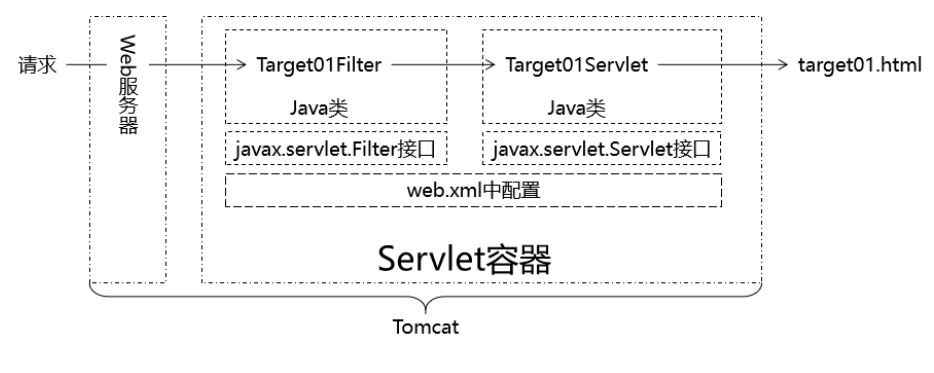 请求
Web服务器
Target01Filter
Java类
javax.servlet.Filter接口
Target01Servlet
Java类
javax.servlet.Servlet接口
target01.html
web.xml中配置
Servlet容器
Tomcat